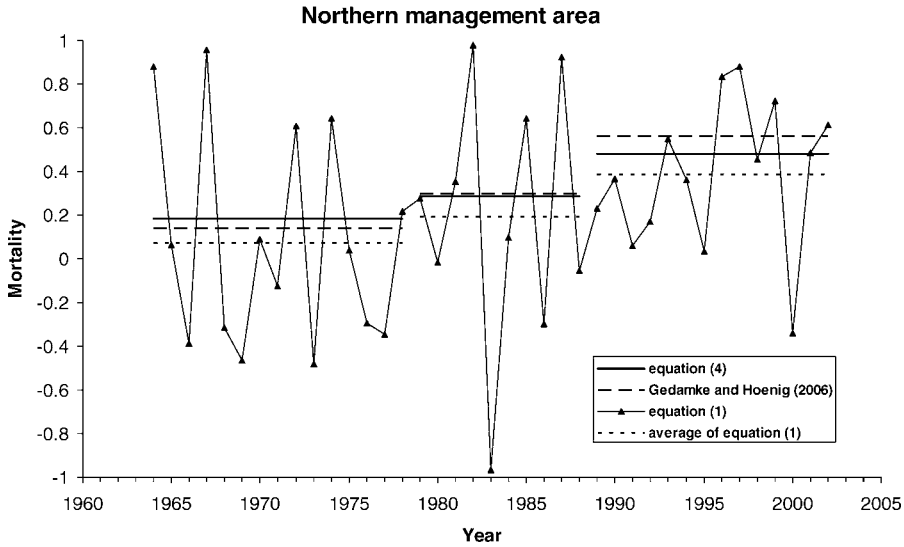 Northern management area
1
0.8
0.6
0.4
0.2
0
-0.2
-0.4
-0.6
-0.8
-1
Mortality
equation (4)
Gedamke and Hoenig (2006)
equation (1)
average of equation (1)
1960 1965 1970 1975 1980 1985 1990 1995 2000 2005
Year